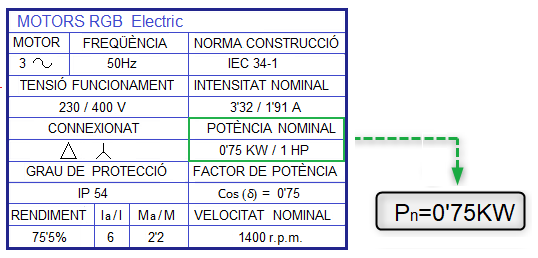 MOTORS RGB Electric
MOTOR FREQÜÈNCIA NORMA CONSTRUCCIÓ
3 50Hz IEC 34-1
TENSIÓ FUNCIONAMENT INTENSITAT NOMINAL
230 / 400 V 3'32 / 1'91 A
CONNEXIONAT POTÈNCIA NOMINAL
0'75 KW / 1 HP
GRAU DE PROTECCIÓ FACTOR DE POTÈNCIA
IP 54 Cos (δ) = 0'75
RENDIMENT Ia / I Ma / M VELOCITAT NOMINAL
75'5% 6 2'2 1400 r.p.m.
Pn=0'75KW